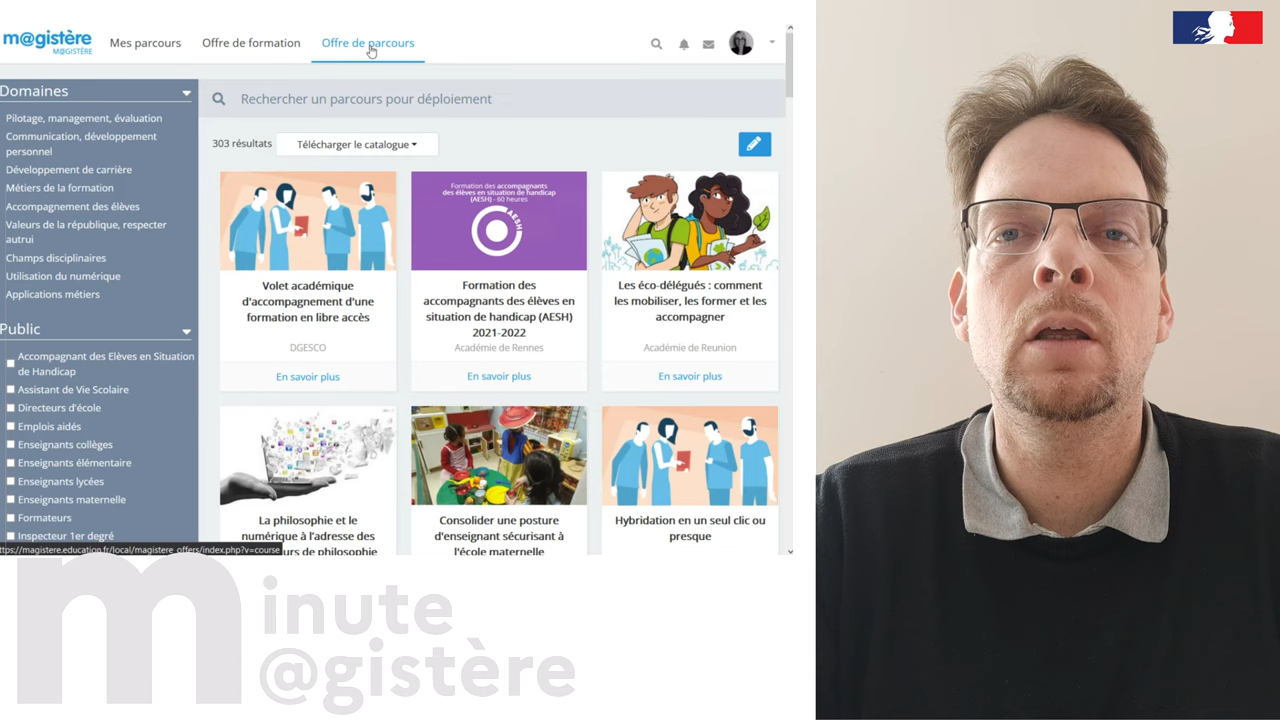 m@gistère
M@GISTÈRE
Mes parcours
Offre de formation
Offre de parcours
Domaines
Pilotage, management, évaluation
Communication, développement
personnel
Développement de carrière
Métiers de la formation
Accompagnement des élèves
Valeurs de la république, respecter
autrui
Champs disciplinaires
Utilisation du numérique
Applications métiers
Public
Accompagnant des Elèves en Situation
de Handicap
Assistant de Vie Scolaire
Directeurs d'école
Emplois aidés
Enseignants collèges
Enseignants élémentaire
Enseignants lycées
Enseignants maternelle
Formateurs
Inspecteur 1er degré
ttps://magistere.education.fr/local/magistere_offers/index.php?v=course
Rechercher un parcours pour déploiement
303 résultats
Télécharger le catalogue
Volet académique
d'accompagnement d'une
formation en libre accès
DGESCO
En savoir plus
Formation des accompagnants
des élèves en situation de handicap
(AESH) - 60 heures
AESH
Formation des
accompagnants des élèves en
situation de handicap (AESH)
2021-2022
Académie de Rennes
En savoir plus
Les éco-délégués : comment
les mobiliser, les former et les
accompagner
Académie de Reunion
En savoir plus
La philosophie et le
numérique à l'adresse des
urs de philosophie
Consolider une posture
d'enseignant sécurisant à
l'école maternelle
Hybridation en un seul clic ou
presque
minute
m@gistère